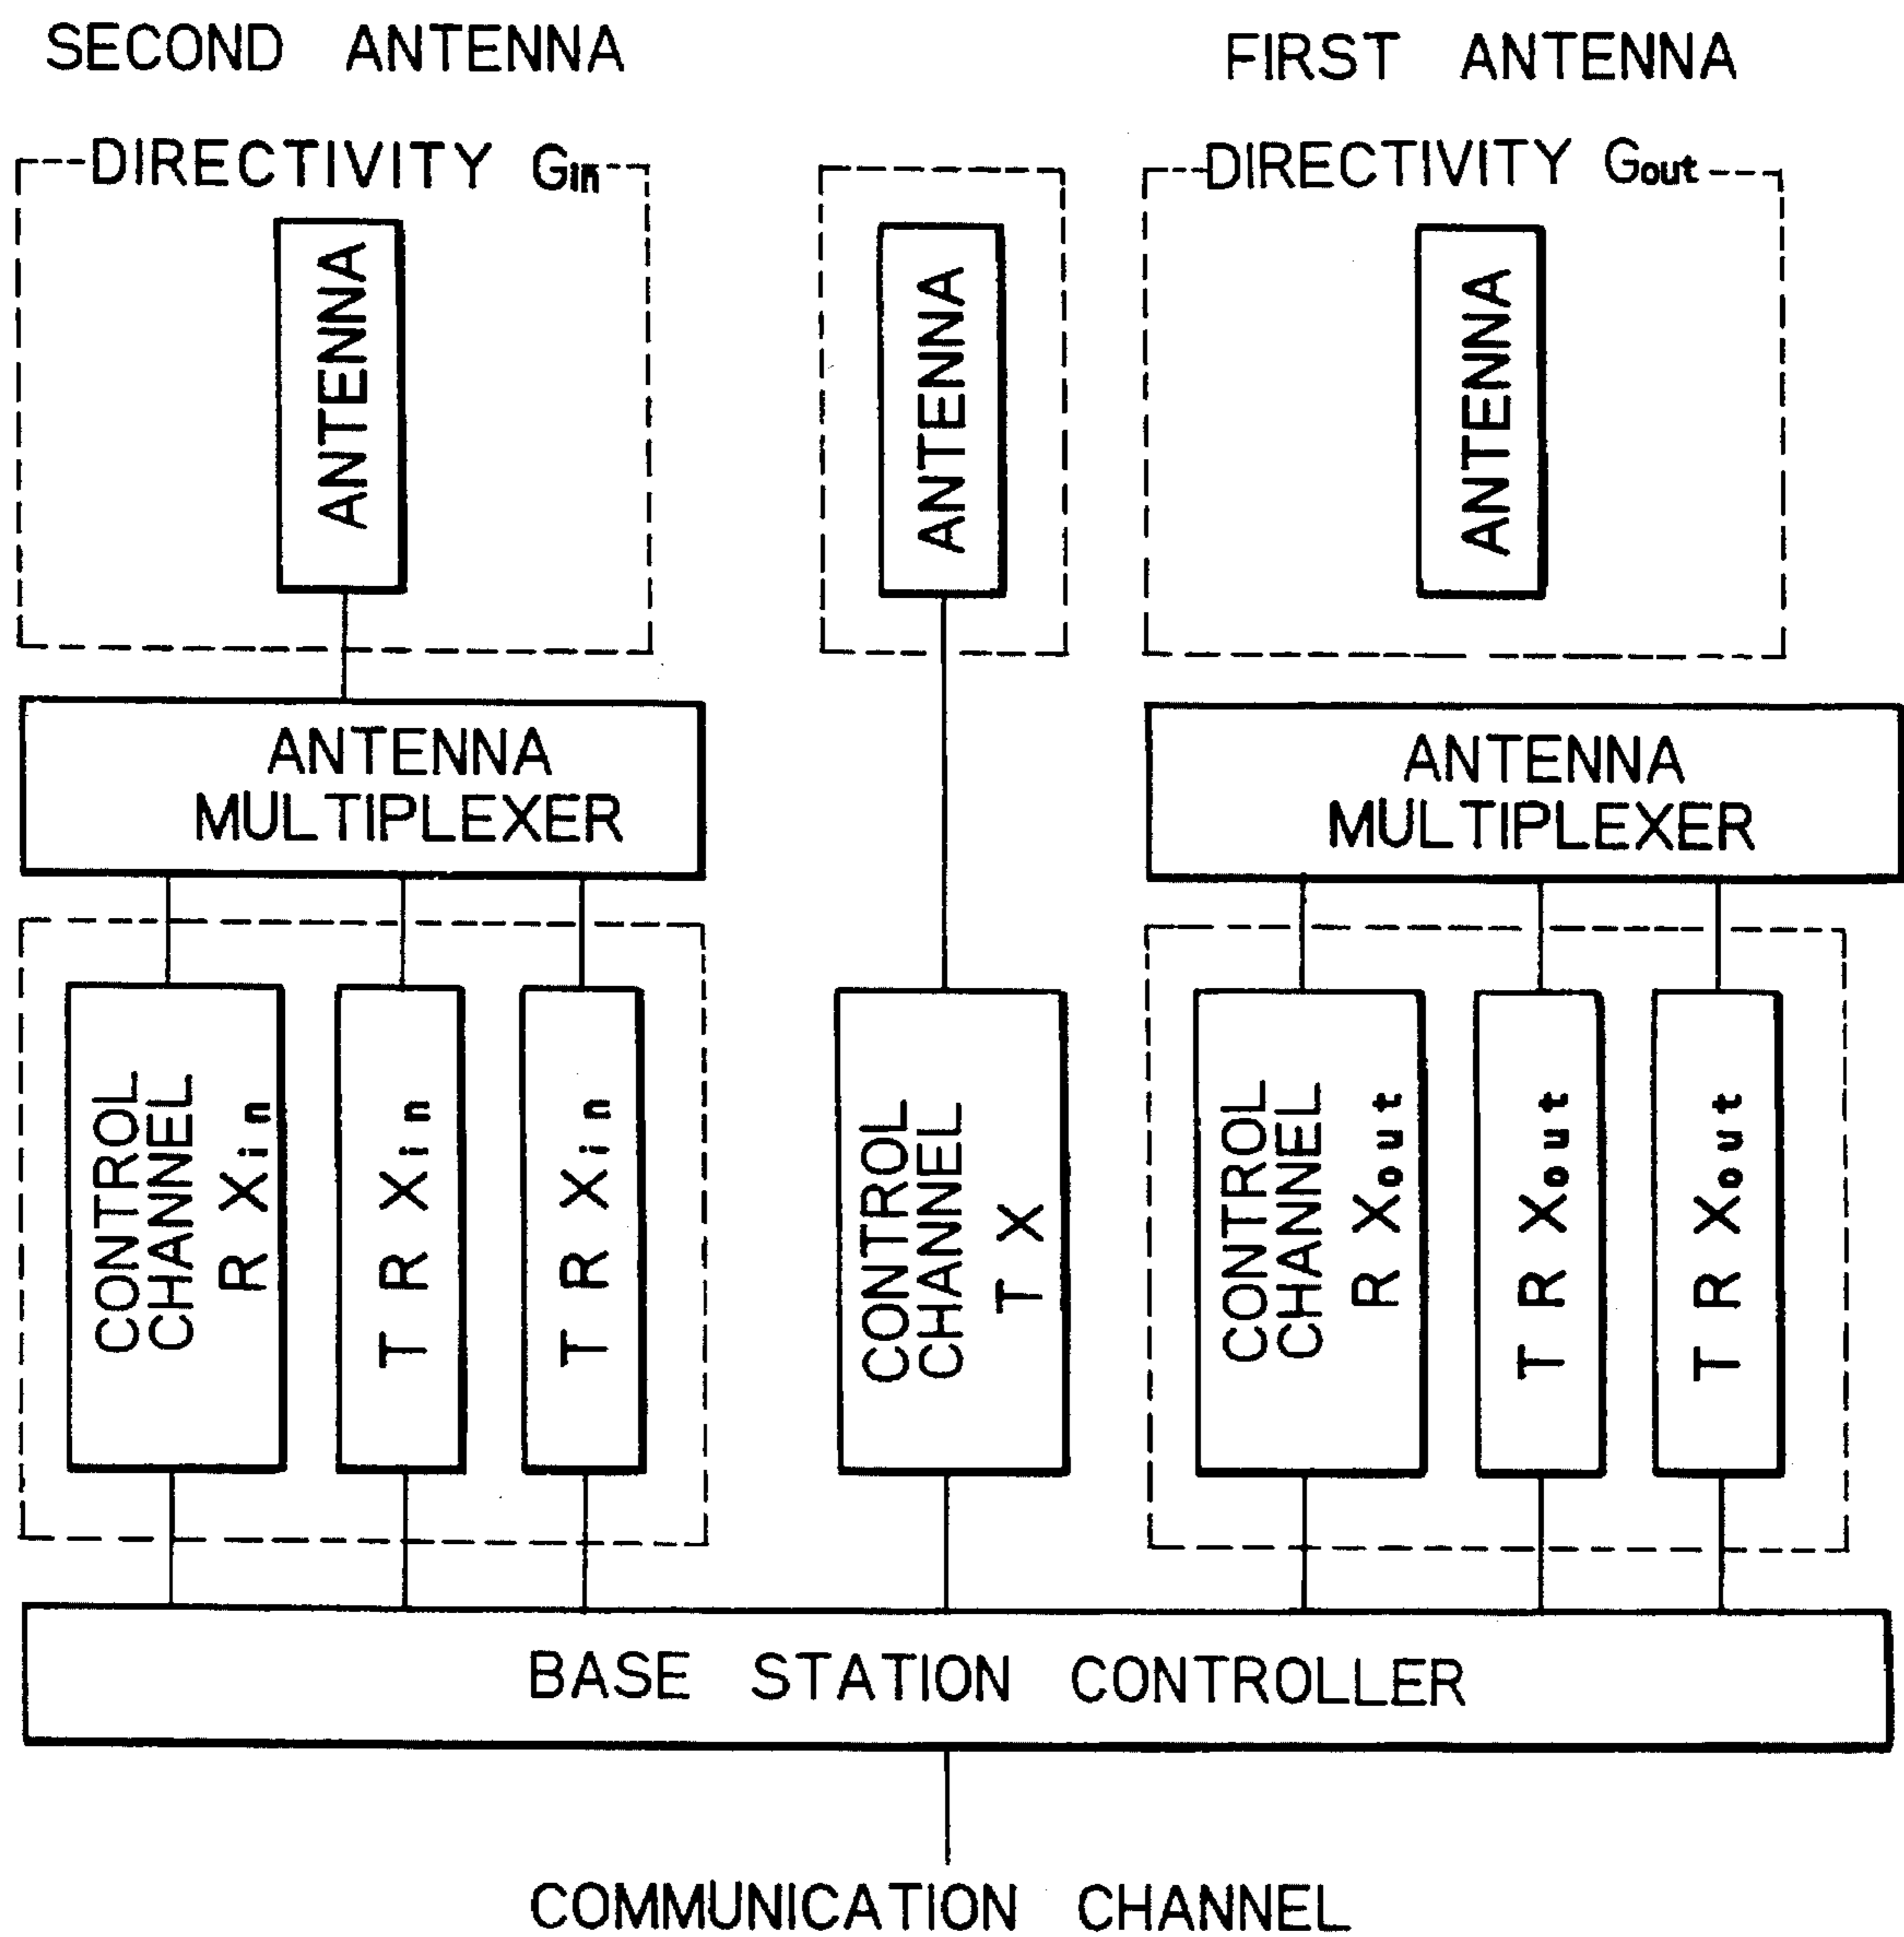 SECOND ANTENNA
FIRST ANTENNA
DIRECTIVITY Gin
DIRECTIVITY Gout
ANTENNA
ANTENNA
ANTENNA
ANTENNA
MULTIPLEXER
ANTENNA
MULTIPLEXER
CONTROL
CHANNEL
R Xin
T R Xin
T R Xin
CONTROL
CHANNEL
T X
CONTROL
CHANNEL
R Xout
T R Xout
T R Xout
BASE STATION CONTROLLER
COMMUNICATION CHANNEL